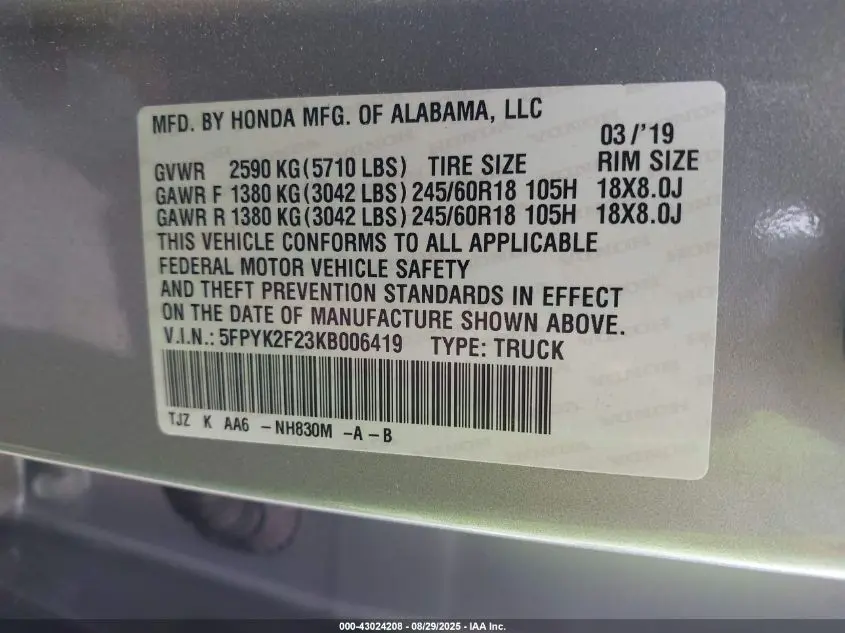 MFD. BY HONDA MFG. OF ALABAMA, LLC
03/'19
GVWR 2590 KG (5710 LBS) TIRE SIZE RIM SIZE
GAWR F 1380 KG (3042 LBS) 245/60R18 105H 18X8.0J
GAWR R 1380 KG (3042 LBS) 245/60R18 105H 18X8.0J
THIS VEHICLE CONFORMS TO ALL APPLICABLE
FEDERAL MOTOR VEHICLE SAFETY
AND THEFT PREVENTION STANDARDS IN EFFECT
ON THE DATE OF MANUFACTURE SHOWN ABOVE.
V.I.N.: 5FPYK2F23KB006419 TYPE: TRUCK
TJZ K AA6 - NH830M - A - B
000-43024208 - 08/29/2025 - IAA Inc.